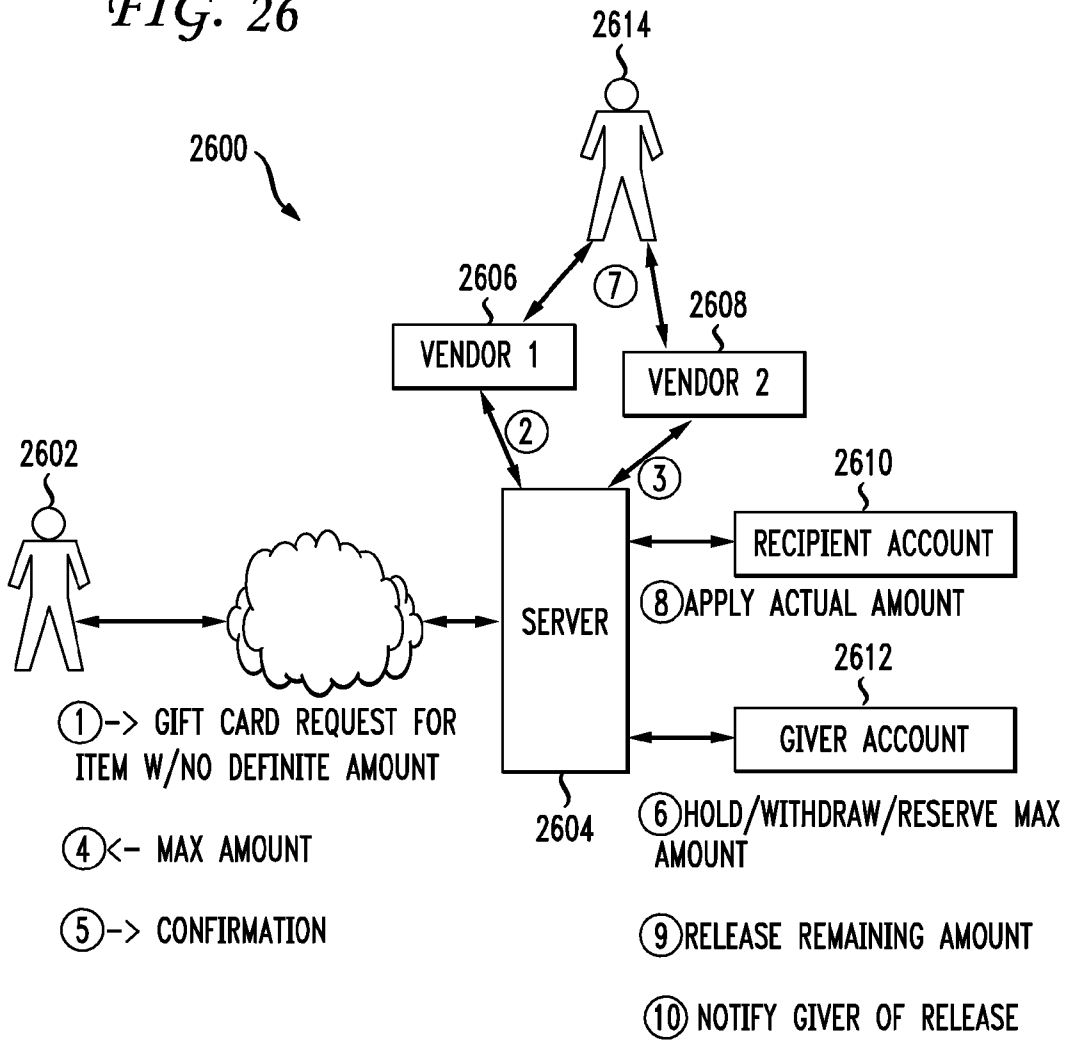 FIG. 26
2614
2600
2606
7
2608
VENDOR 1
VENDOR 2
2
2602
3
2610
RECIPIENT ACCOUNT
SERVER
8 APPLY ACTUAL AMOUNT
2612
1 -> GIFT CARD REQUEST FOR
ITEM W/NO DEFINITE AMOUNT
GIVER ACCOUNT
2604
6 HOLD/WITHDRAW/RESERVE MAX
AMOUNT
4 <- MAX AMOUNT
5 -> CONFIRMATION
9 RELEASE REMAINING AMOUNT
10 NOTIFY GIVER OF RELEASE